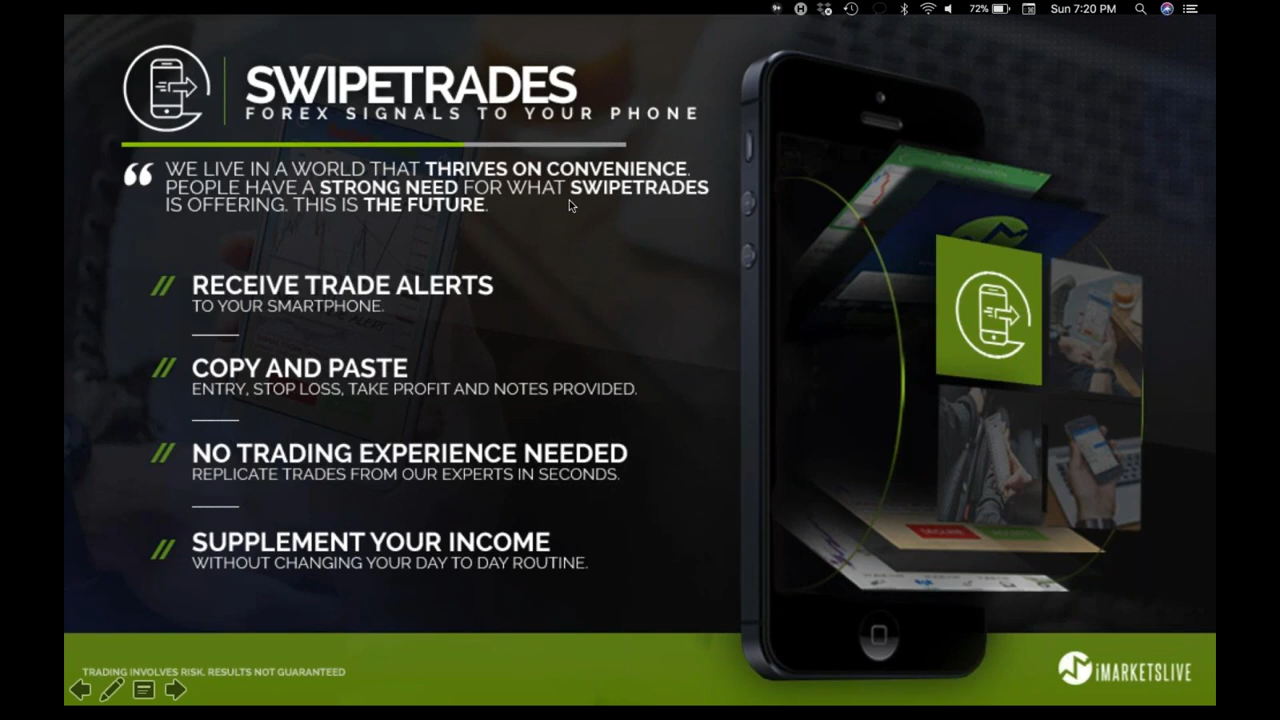 72%
Sun 7:20 PM
SWIPETRADES
FOREX SIGNALS TO YOUR PHONE
“ WE LIVE IN A WORLD THAT THRIVES ON CONVENIENCE.
PEOPLE HAVE A STRONG NEED FOR WHAT SWIPETRADES
IS OFFERING. THIS IS THE FUTURE.
// RECEIVE TRADE ALERTS
TO YOUR SMARTPHONE.
// COPY AND PASTE
ENTRY, STOP LOSS, TAKE PROFIT AND NOTES PROVIDED.
// NO TRADING EXPERIENCE NEEDED
REPLICATE TRADES FROM OUR EXPERTS IN SECONDS.
// SUPPLEMENT YOUR INCOME
WITHOUT CHANGING YOUR DAY TO DAY ROUTINE.
TRADING INVOLVES RISK, RESULTS NOT GUARANTEED
iMARKETSLIVE